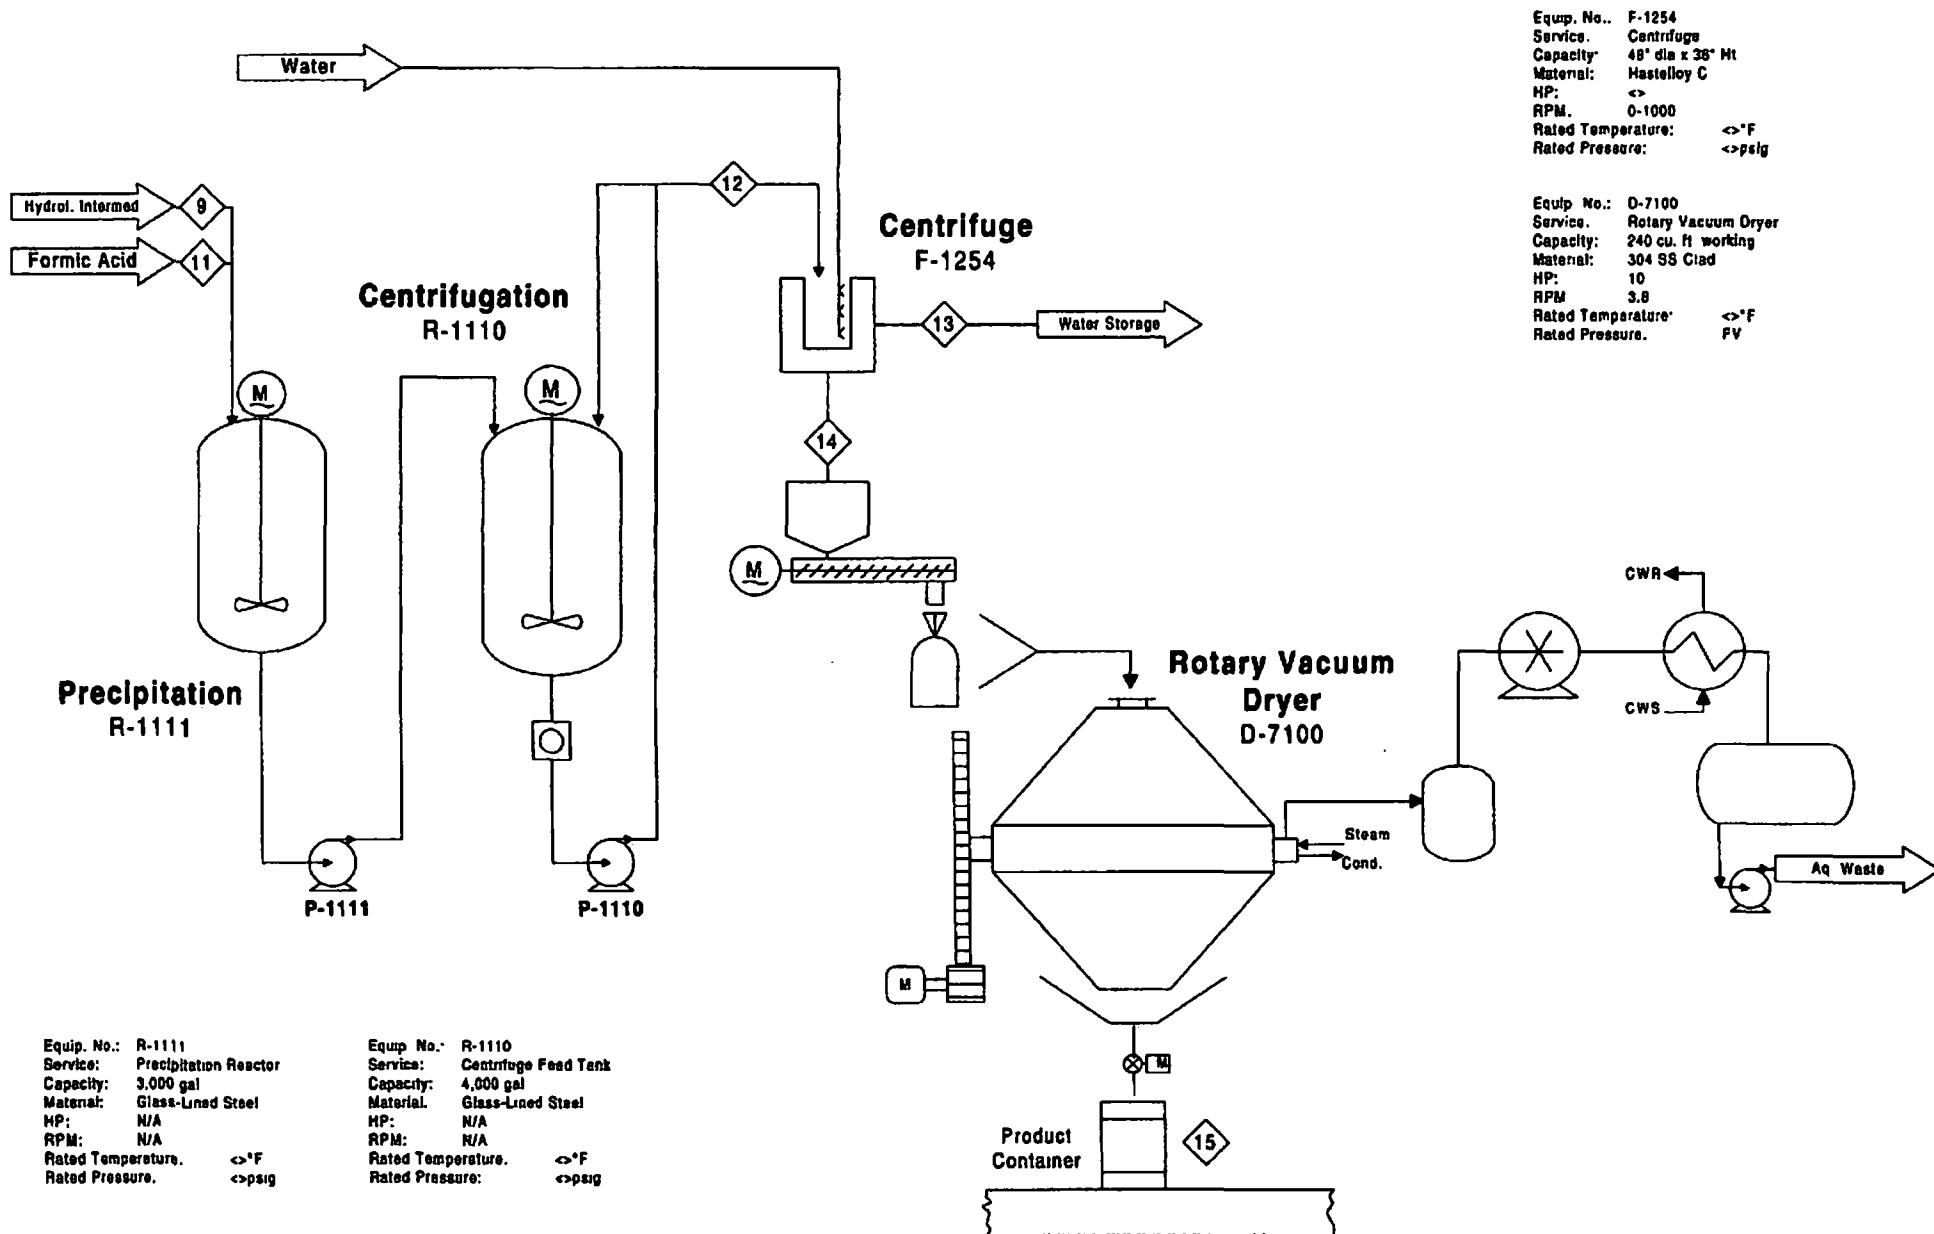 Water
Hydrol. Intermed
9
Formic Acid
11
12
Centrifuge
F-1254
Centrifugation
R-1110
13
Water Storage
M
M
14
M
Precipitation
R-1111
P-1111
P-1110
Rotary Vacuum
Dryer
D-7100
CWR
CWS
Steam
Cond.
Aq Waste
M
M
Product
Container
15
Equip. No.. F-1254
Service. Centrifuge
Capacity· 48" dia x 36" Ht
Material: Hastelloy C
HP: <>
RPM. 0-1000
Rated Temperature: <>°F
Rated Pressure: <>psig
Equip No.: D-7100
Service. Rotary Vacuum Dryer
Capacity: 240 cu. ft working
Material: 304 SS Clad
HP: 10
RPM 3.8
Rated Temperature· <>°F
Rated Pressure. FV
Equip. No.: R-1111
Service: Precipitation Reactor
Capacity: 3,000 gal
Material: Glass-Lined Steel
HP: N/A
RPM: N/A
Rated Temperature. <>°F
Rated Pressure. <>psig
Equip No.· R-1110
Service: Centrifuge Feed Tank
Capacity: 4,000 gal
Material. Glass-Lined Steel
HP: N/A
RPM: N/A
Rated Temperature. <>°F
Rated Pressure: <>psig